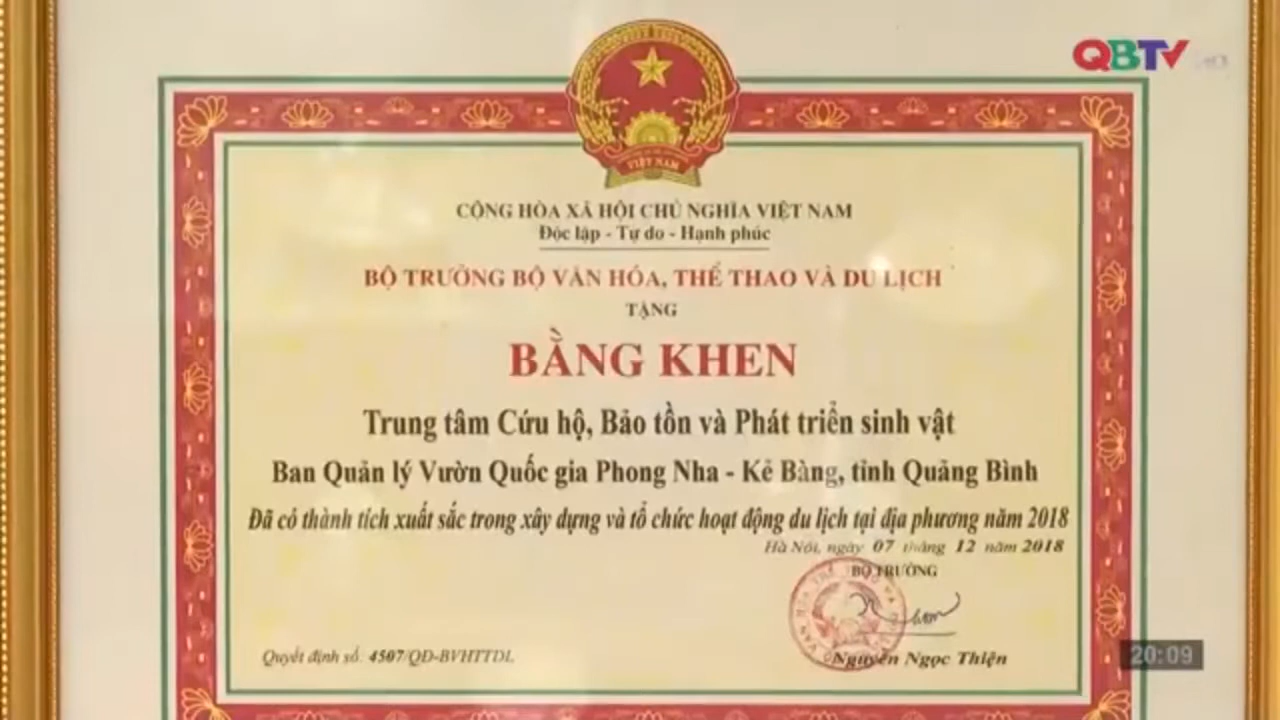 QBTV
VIỆT NAM
CỘNG HÒA XÃ HỘI CHỦ NGHĨA VIỆT NAM
Độc lập - Tự do - Hạnh phúc
BỘ TRƯỞNG BỘ VĂN HÓA, THỂ THAO VÀ DU LỊCH
TẶNG
BẰNG KHEN
Trung tâm Cứu hộ, Bảo tồn và Phát triển sinh vật
Ban Quản lý Vườn Quốc gia Phong Nha - Kẻ Bàng, tỉnh Quảng Bình
Đã có thành tích xuất sắc trong xây dựng và tổ chức hoạt động du lịch tại địa phương năm 2018
Hà Nội, ngày 07 tháng 12 năm 2018
BỘ TRƯỞNG
Quyết định số: 4507/QĐ-BVHTTDL
Nguyễn Ngọc Thiện
20:09